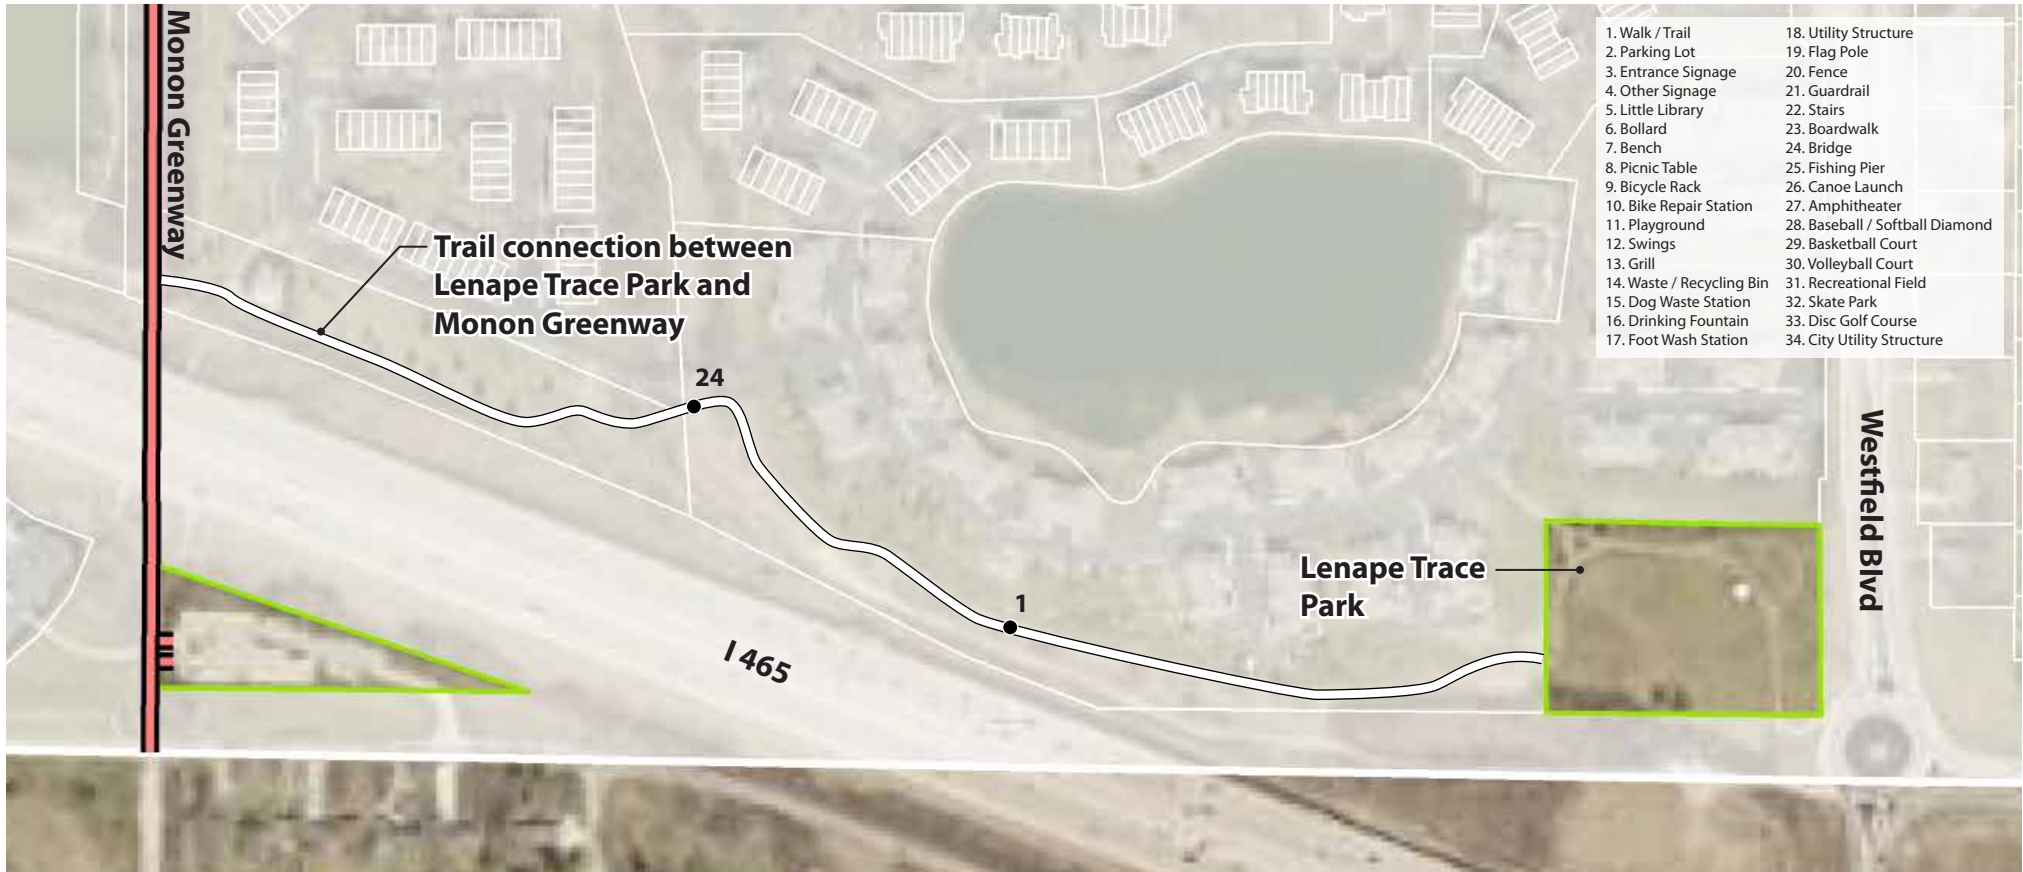 Monon Greenway
1. Walk / Trail
2. Parking Lot
3. Entrance Signage
4. Other Signage
5. Little Library
6. Bollard
7. Bench
8. Picnic Table
9. Bicycle Rack
10. Bike Repair Station
11. Playground
12. Swings
13. Grill
14. Waste / Recycling Bin
15. Dog Waste Station
16. Drinking Fountain
17. Foot Wash Station
18. Utility Structure
19. Flag Pole
20. Fence
21. Guardrail
22. Stairs
23. Boardwalk
24. Bridge
25. Fishing Pier
26. Canoe Launch
27. Amphitheater
28. Baseball / Softball Diamond
29. Basketball Court
30. Volleyball Court
31. Recreational Field
32. Skate Park
33. Disc Golf Course
34. City Utility Structure
Trail connection between
Lenape Trace Park and
Monon Greenway
24
Westfield Blvd
Lenape Trace
Park
1
I 465